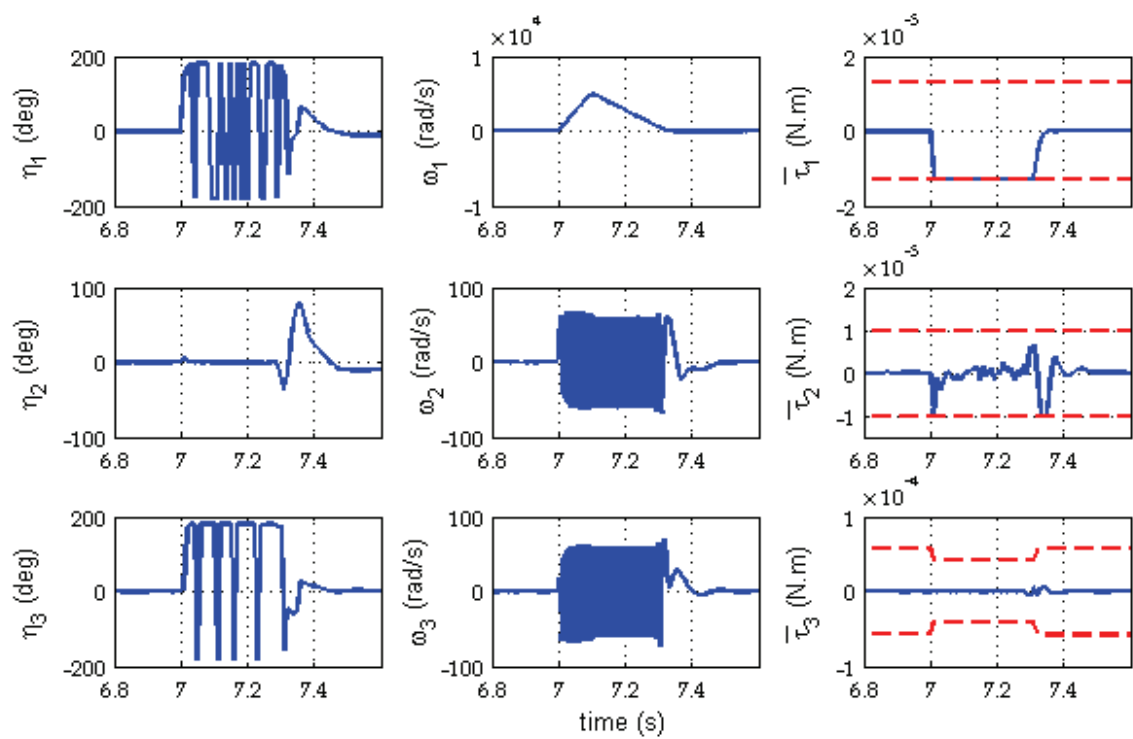 ×10⁴ ×10⁻⁵
200 1 2
η₁ (deg) 0 ω₁ (rad/s) 0 τ̅₁ (N.m) 0
-200 -1 -2
6.8 7 7.2 7.4 6.8 7 7.2 7.4 6.8 7 7.2 7.4
×10⁻⁵
100 100 2
1
η₂ (deg) 0 ω₂ (rad/s) 0 τ̅₂ (N.m) 0
-1
-100 -100
6.8 7 7.2 7.4 6.8 7 7.2 7.4 6.8 7 7.2 7.4
×10⁻⁴
200 100 1
η₃ (deg) 0 ω₃ (rad/s) 0 τ̅₃ (N.m) 0
-200 -100 -1
6.8 7 7.2 7.4 6.8 7 7.2 7.4 6.8 7 7.2 7.4
time (s)